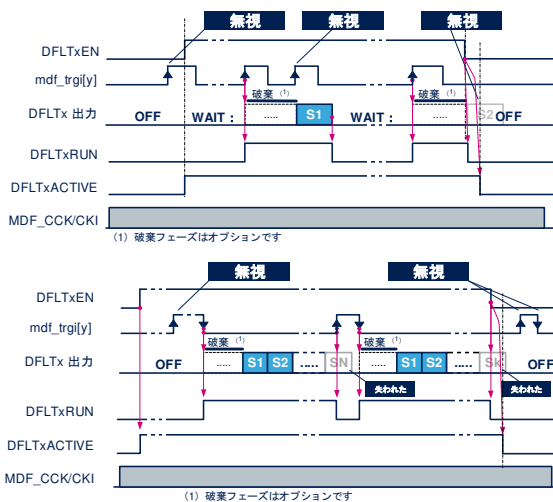 無視 無視 無視
DFLTxEN
mdf_trgi[y]
破棄 (1) 破棄 (1)
DFLTx 出力 OFF WAIT : ..... S1 WAIT : ..... S2 OFF
DFLTxRUN
DFLTxACTIVE
MDF_CCK/CKI
(1) 破棄フェーズはオプションです
無視 無視
DFLTxEN
mdf_trgi[y]
破棄 (1) 破棄 (1)
DFLTx 出力 OFF ..... S1 S2 ..... SN ..... S1 S2 ..... Sk OFF
失われた 失われた
DFLTxRUN
DFLTxACTIVE
MDF_CCK/CKI
(1) 破棄フェーズはオプションです